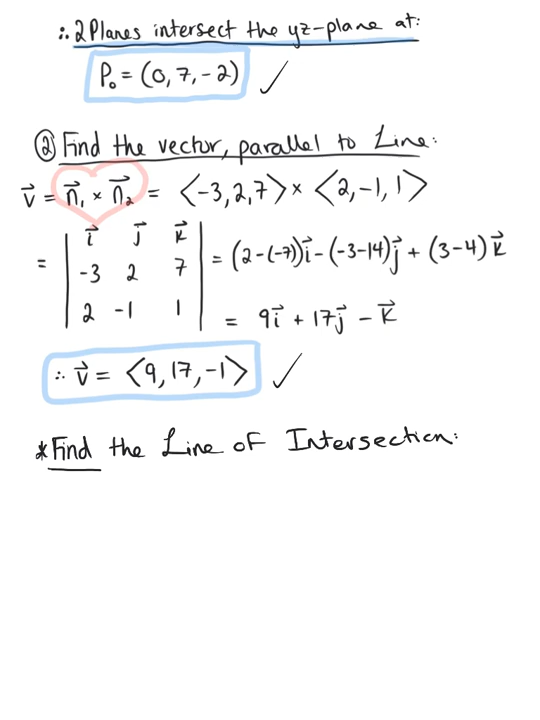 ∴ 2 Planes intersect the yz-plane at:
P₀ = (0, 7, -2) ✓
② Find the vector, parallel to Line:
v⃗ = n⃗₁ × n⃗₂ = ⟨-3, 2, 7⟩ × ⟨2, -1, 1⟩
= | i⃗ j⃗ k⃗ | = (2-(-7))i⃗ - (-3-14)j⃗ + (3-4)k⃗
| -3 2 7 |
| 2 -1 1 | = 9i⃗ + 17j⃗ - k⃗
∴ v⃗ = ⟨9, 17, -1⟩ ✓
*Find the Line of Intersection: